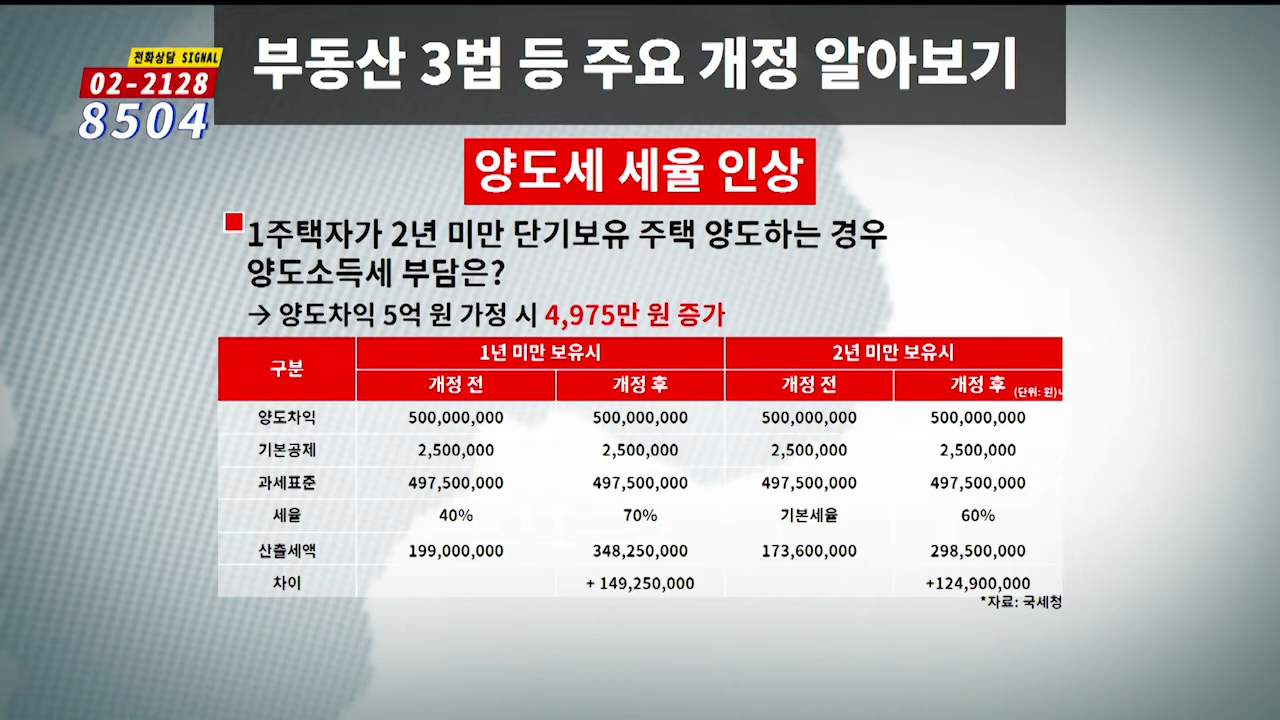 전화상담 SIGNAL
02-2128
8504
부동산 3법 등 주요 개정 알아보기
양도세 세율 인상
1주택자가 2년 미만 단기보유 주택 양도하는 경우
양도소득세 부담은?
→ 양도차익 5억 원 가정 시 4,975만 원 증가
구분 1년 미만 보유시 2년 미만 보유시
개정 전 개정 후 개정 전 개정 후 (단위: 원)
양도차익 500,000,000 500,000,000 500,000,000 500,000,000
기본공제 2,500,000 2,500,000 2,500,000 2,500,000
과세표준 497,500,000 497,500,000 497,500,000 497,500,000
세율 40% 70% 기본세율 60%
산출세액 199,000,000 348,250,000 173,600,000 298,500,000
차이 + 149,250,000 +124,900,000
*자료: 국세청